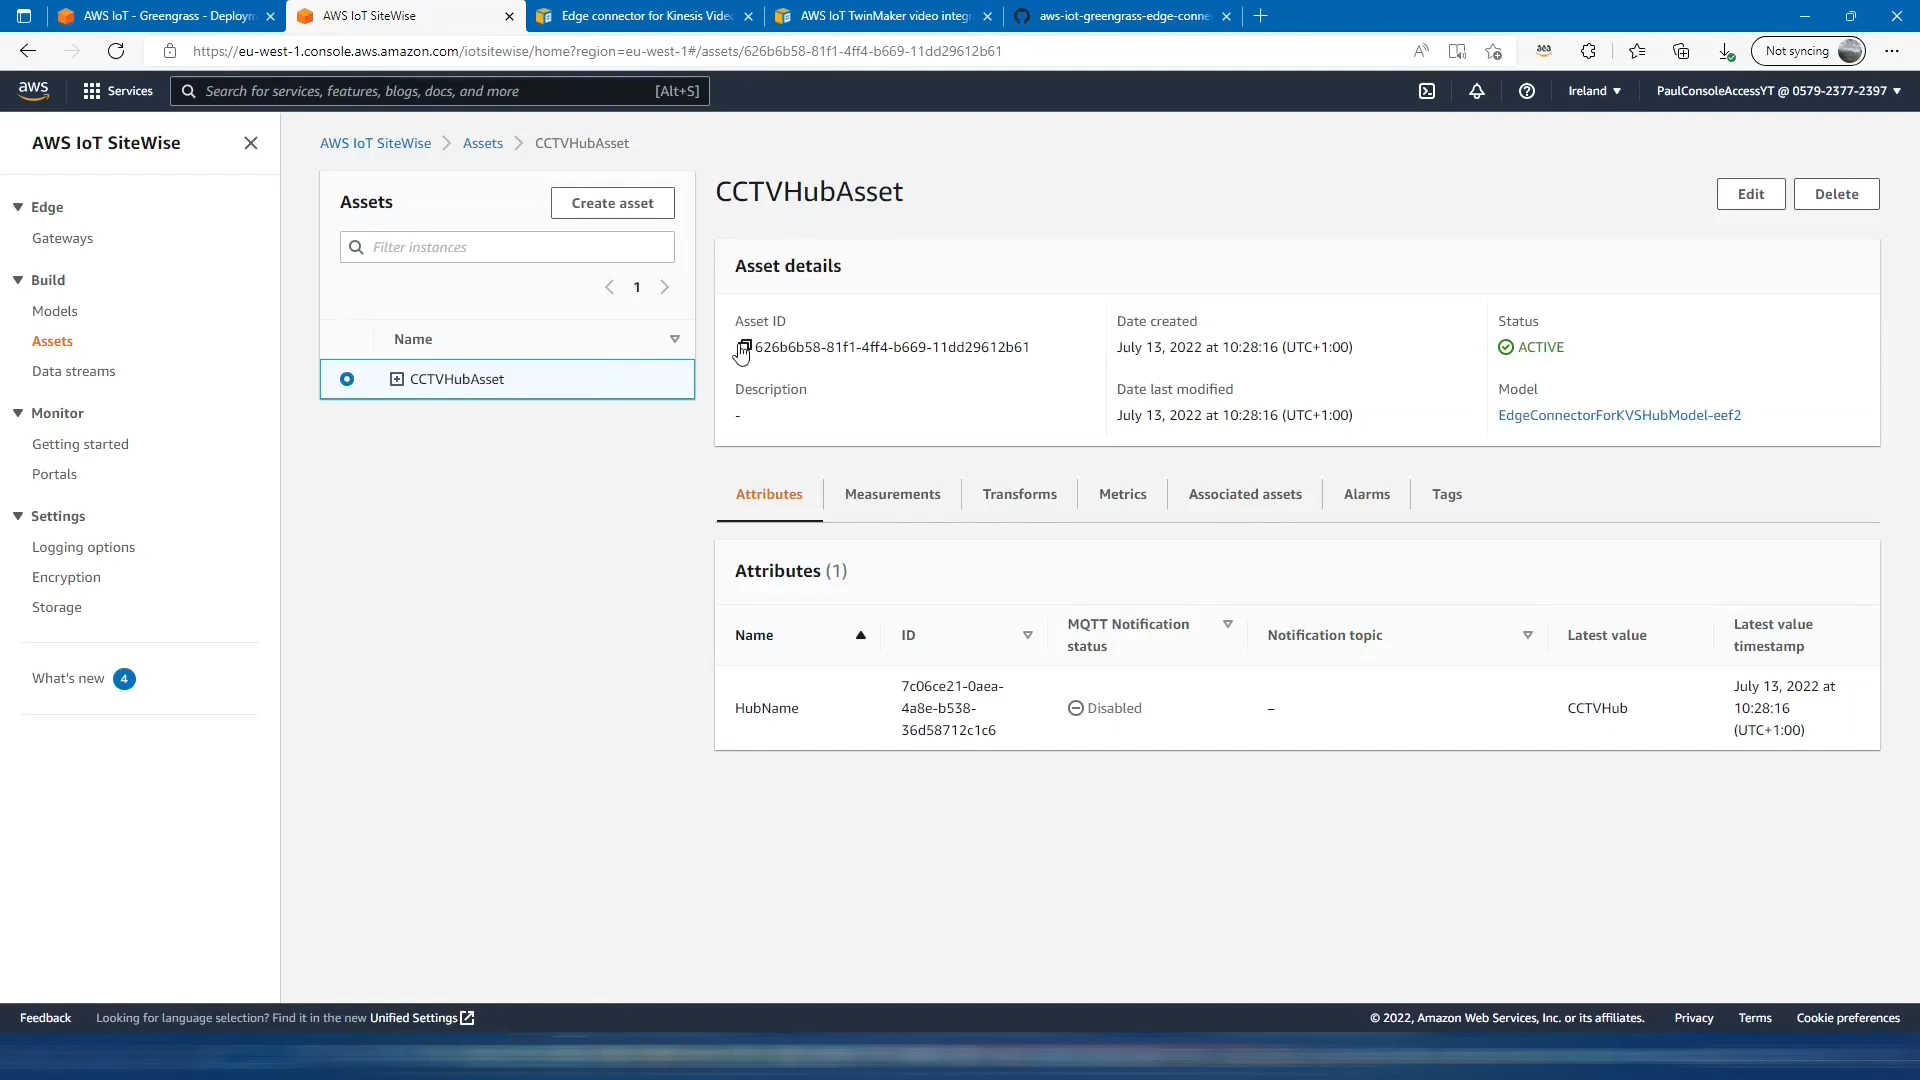 AWS IoT - Greengrass - Deploym
AWS IoT SiteWise
Edge connector for Kinesis Vide
AWS IoT TwinMaker video integ
aws-iot-greengrass-edge-conne
https://eu-west-1.console.aws.amazon.com/iotsitewise/home?region=eu-west-1#/assets/626b6b58-81f1-4ff4-b669-11dd29612b61
Not syncing
aws
Services
Search for services, features, blogs, docs, and more
[Alt+S]
Ireland
PaulConsoleAccessYT @ 0579-2377-2397
AWS IoT SiteWise
Edge
Gateways
Build
Models
Assets
Data streams
Monitor
Getting started
Portals
Settings
Logging options
Encryption
Storage
What's new 4
AWS IoT SiteWise
Assets
CCTVHubAsset
Assets
Create asset
Filter instances
1
Name
CCTVHubAsset
CCTVHubAsset
Edit
Delete
Asset details
Asset ID
626b6b58-81f1-4ff4-b669-11dd29612b61
Description
-
Date created
July 13, 2022 at 10:28:16 (UTC+1:00)
Date last modified
July 13, 2022 at 10:28:16 (UTC+1:00)
Status
ACTIVE
Model
EdgeConnectorForKVSHubModel-eef2
Attributes
Measurements
Transforms
Metrics
Associated assets
Alarms
Tags
Attributes (1)
Name
ID
MQTT Notification
status
Notification topic
Latest value
Latest value
timestamp
HubName
7c06ce21-0aea-
4a8e-b538-
36d58712c1c6
Disabled
–
CCTVHub
July 13, 2022 at
10:28:16
(UTC+1:00)
Feedback
Looking for language selection? Find it in the new Unified Settings
© 2022, Amazon Web Services, Inc. or its affiliates.
Privacy
Terms
Cookie preferences